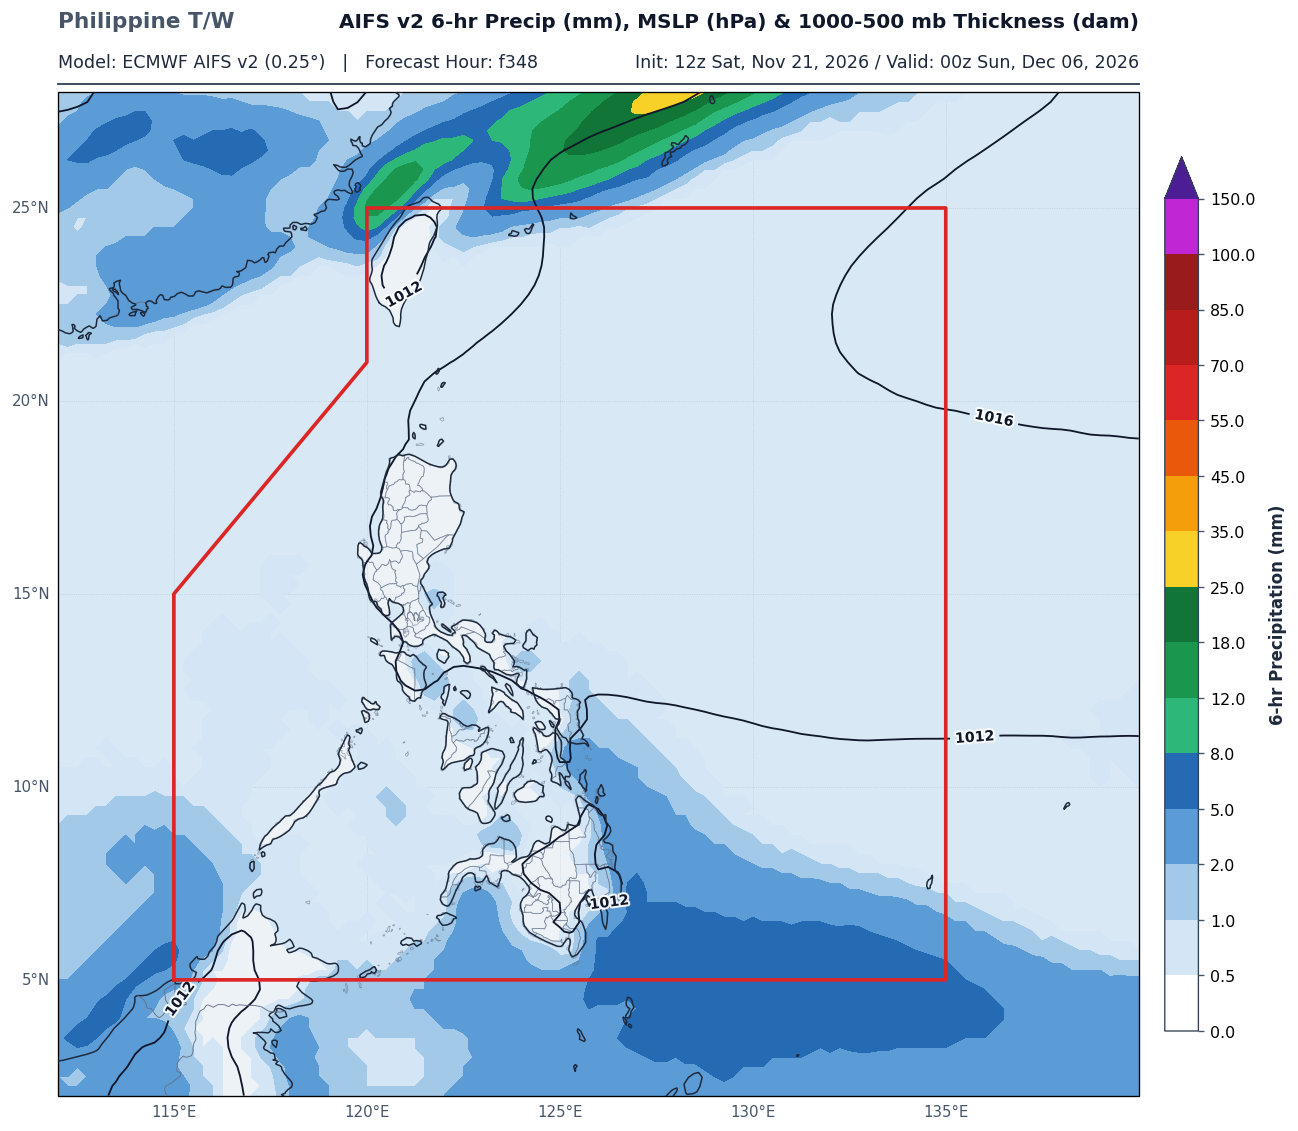 Philippine T/W
AIFS v2 6-hr Precip (mm), MSLP (hPa) & 1000-500 mb Thickness (dam)
Model: ECMWF AIFS v2 (0.25°) | Forecast Hour: f348
Init: 12z Sat, Nov 21, 2026 / Valid: 00z Sun, Dec 06, 2026
25°N
20°N
15°N
10°N
5°N
115°E
120°E
125°E
130°E
135°E
1012
1016
1012
1012
1012
150.0
100.0
85.0
70.0
55.0
45.0
35.0
25.0
18.0
12.0
8.0
5.0
2.0
1.0
0.5
0.0
6-hr Precipitation (mm)